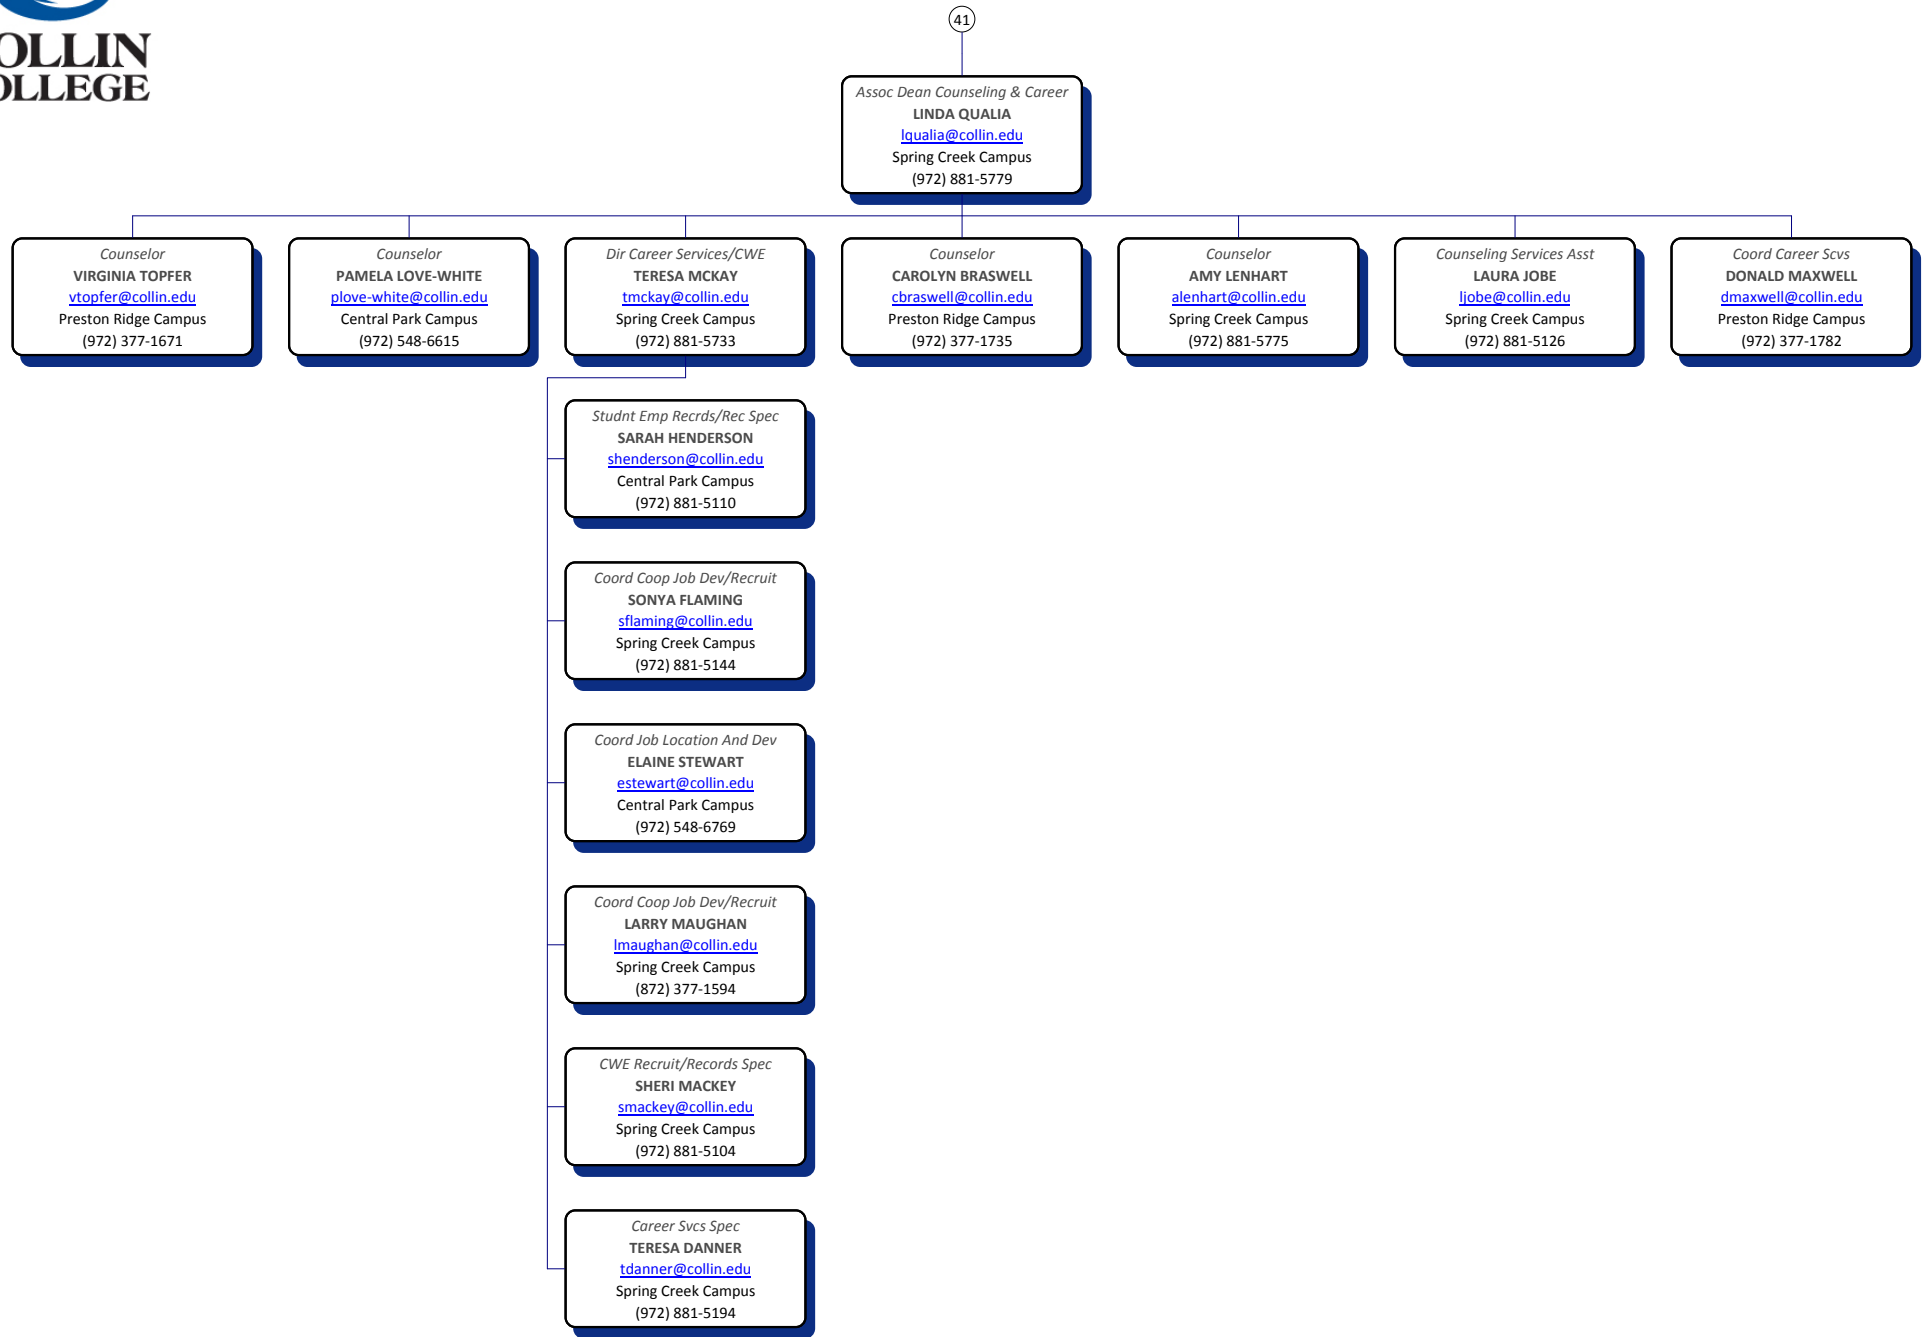 OLLIN
OLLEGE
41
Assoc Dean Counseling & Career
LINDA QUALIA
lqualia@collin.edu
Spring Creek Campus
(972) 881-5779
Counselor
VIRGINIA TOPFER
vtopfer@collin.edu
Preston Ridge Campus
(972) 377-1671
Counselor
PAMELA LOVE-WHITE
plove-white@collin.edu
Central Park Campus
(972) 548-6615
Dir Career Services/CWE
TERESA MCKAY
tmckay@collin.edu
Spring Creek Campus
(972) 881-5733
Counselor
CAROLYN BRASWELL
cbraswell@collin.edu
Preston Ridge Campus
(972) 377-1735
Counselor
AMY LENHART
alenhart@collin.edu
Spring Creek Campus
(972) 881-5775
Counseling Services Asst
LAURA JOBE
ljobe@collin.edu
Spring Creek Campus
(972) 881-5126
Coord Career Scvs
DONALD MAXWELL
dmaxwell@collin.edu
Preston Ridge Campus
(972) 377-1782
Studnt Emp Recrds/Rec Spec
SARAH HENDERSON
shenderson@collin.edu
Central Park Campus
(972) 881-5110
Coord Coop Job Dev/Recruit
SONYA FLAMING
sflaming@collin.edu
Spring Creek Campus
(972) 881-5144
Coord Job Location And Dev
ELAINE STEWART
estewart@collin.edu
Central Park Campus
(972) 548-6769
Coord Coop Job Dev/Recruit
LARRY MAUGHAN
lmaughan@collin.edu
Spring Creek Campus
(872) 377-1594
CWE Recruit/Records Spec
SHERI MACKEY
smackey@collin.edu
Spring Creek Campus
(972) 881-5104
Career Svcs Spec
TERESA DANNER
tdanner@collin.edu
Spring Creek Campus
(972) 881-5194